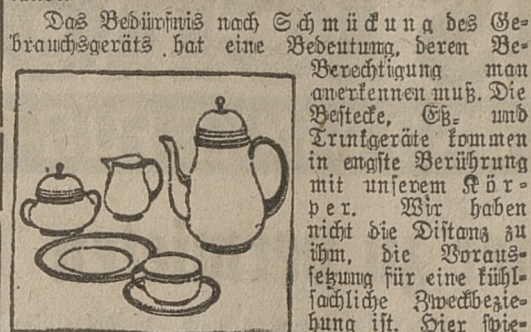 Das Bedürfnis nach Schmückung des Ge-
brauchsgeräts hat eine Bedeutung, deren Be-
Berechtigung man
anerkennen muß. Die
Bestecke, Eß- und
Trinkgeräte kommen
in engste Berührung
mit unserem Kör-
per. Wir haben
nicht die Distanz zu
ihm, die Voraus-
setzung für eine kühl-
sachliche Zweckbezie-
hung ist. Hier spie-